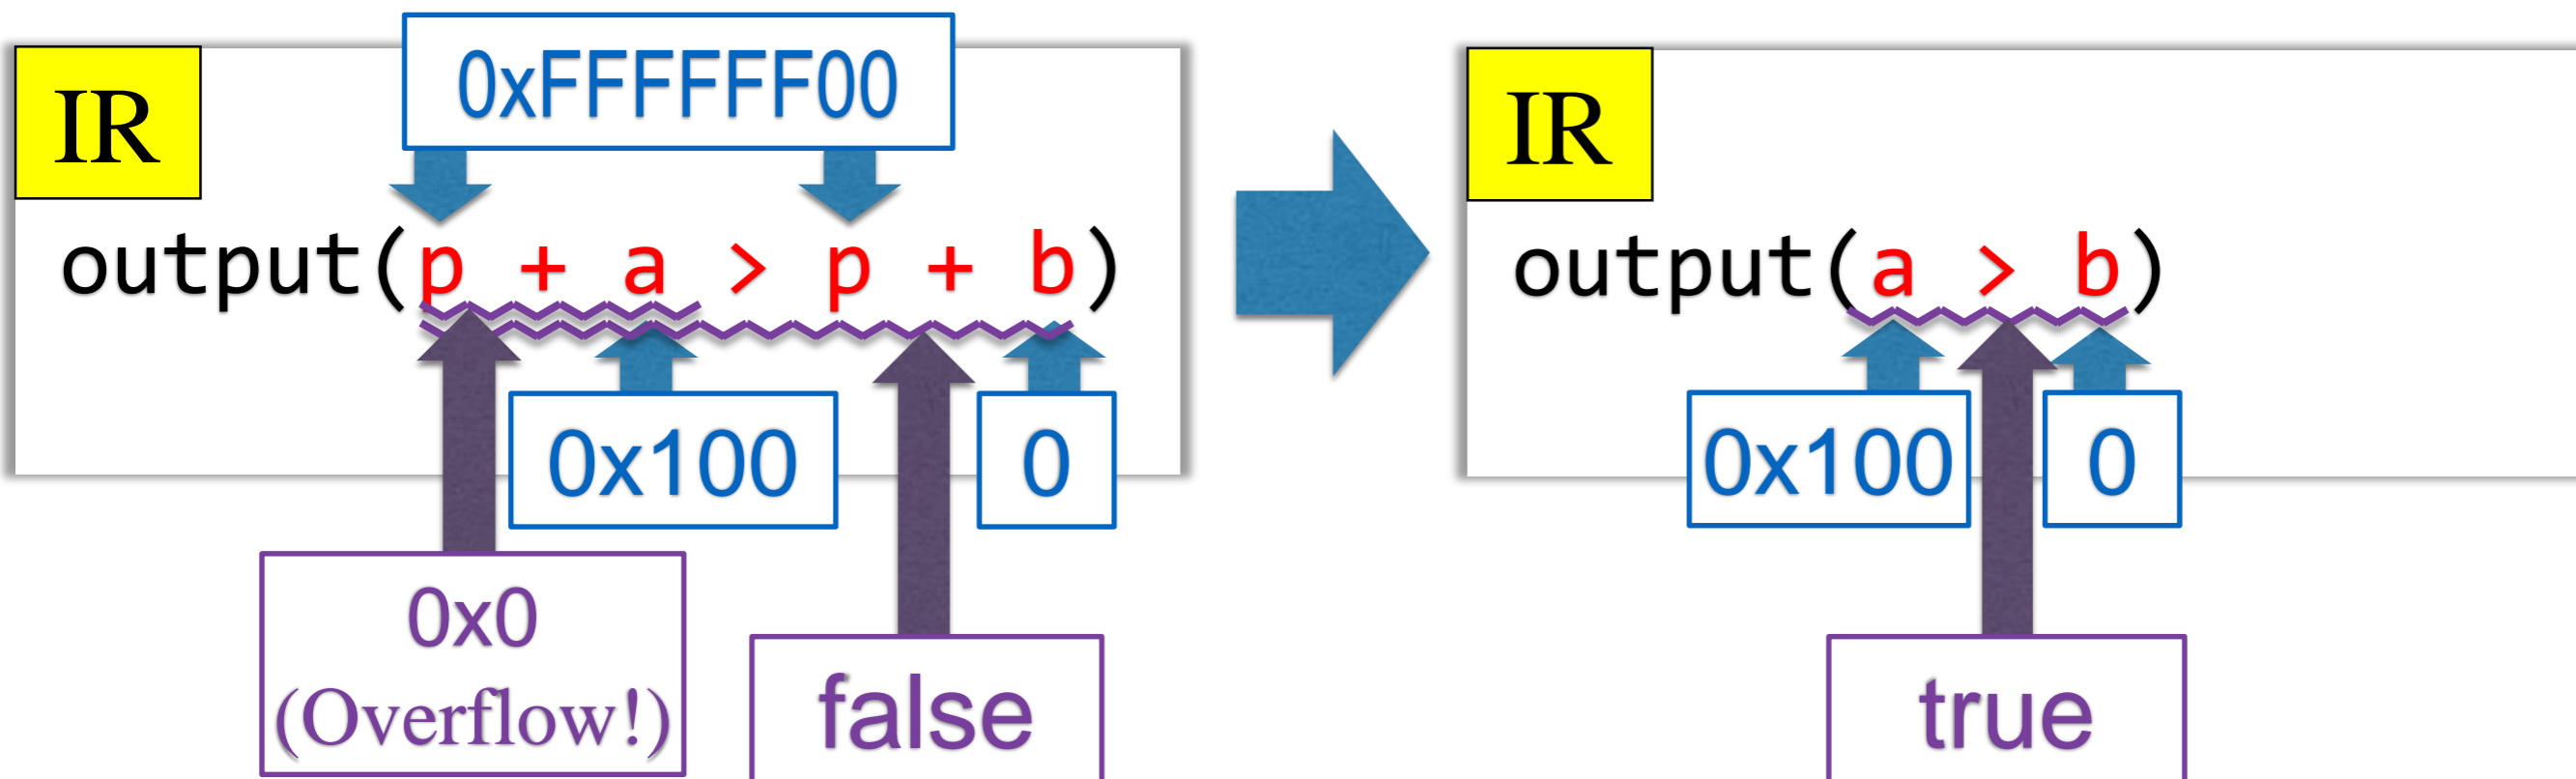 IR
0xFFFFFF00
output(p + a > p + b)
0x100
0
0x0
(Overflow!)
false
IR
output(a > b)
0x100
0
true